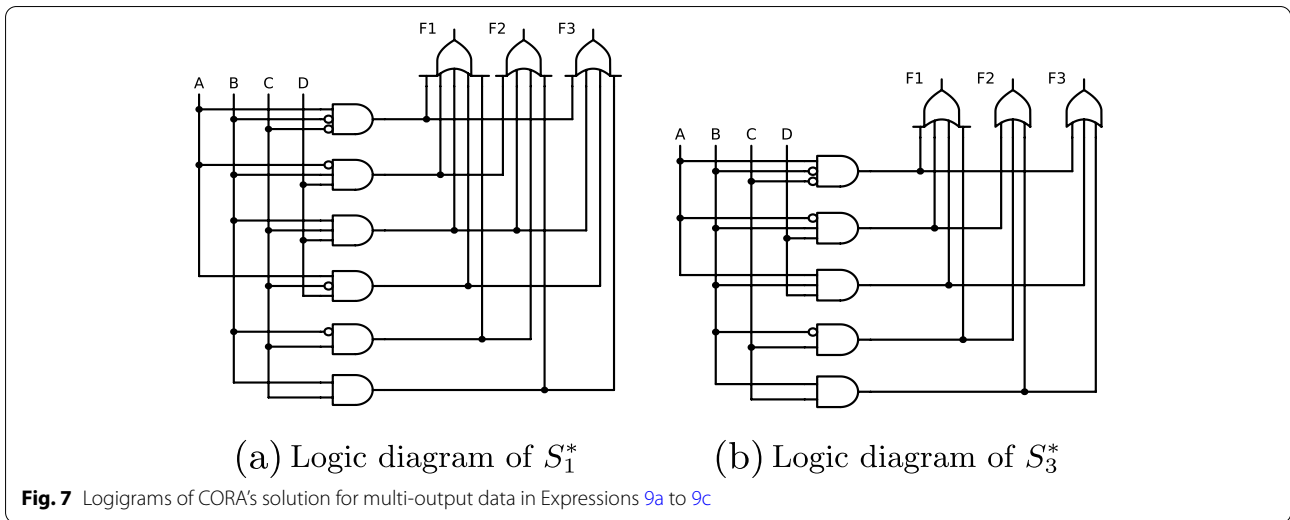 F1 F2 F3
A B C D
F1 F2 F3
A B C D
(a) Logic diagram of S₁*
(b) Logic diagram of S₃*
Fig. 7 Logigrams of CORA's solution for multi-output data in Expressions 9a to 9c